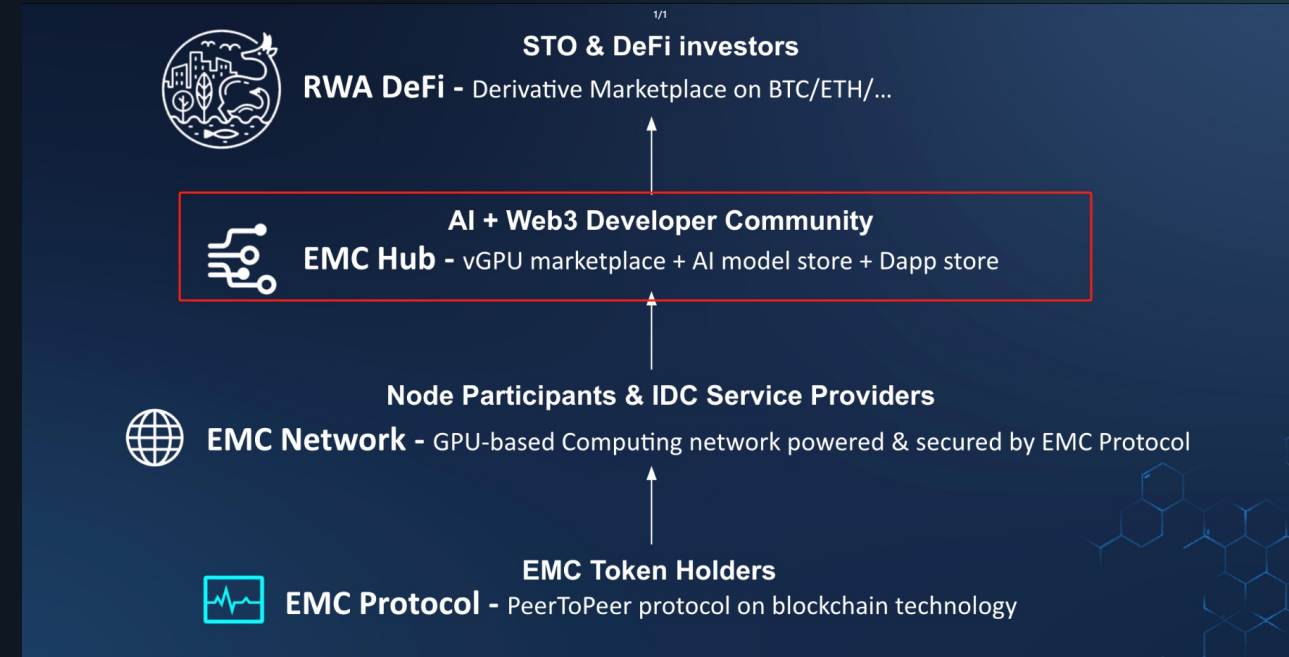 1/1
STO & DeFi investors
RWA DeFi - Derivative Marketplace on BTC/ETH/...
AI + Web3 Developer Community
EMC Hub - vGPU marketplace + AI model store + Dapp store
Node Participants & IDC Service Providers
EMC Network - GPU-based Computing network powered & secured by EMC Protocol
EMC Token Holders
EMC Protocol - PeerToPeer protocol on blockchain technology